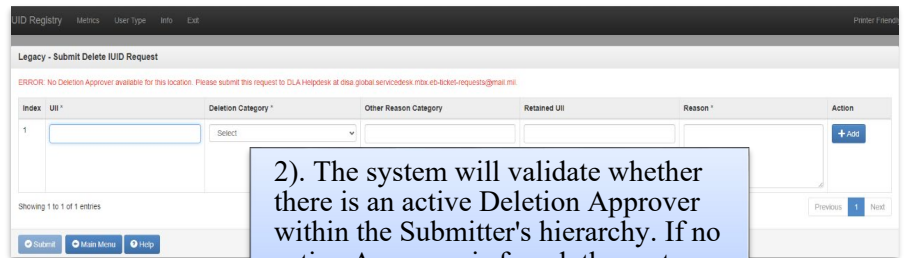 IUID Registry Metrics User Type Info Exit Printer Friendly
Legacy - Submit Delete IUID Request
ERROR: No Deletion Approver available for this location. Please submit this request to DLA Helpdesk at disa.global.servicedesk.mbx.eb-ticket-requests@mail.mil.
Index UII * Deletion Category * Other Reason Category Retained UII Reason * Action
1 Select + Add
2). The system will validate whether
there is an active Deletion Approver
within the Submitter's hierarchy. If no
Showing 1 to 1 of 1 entries Previous 1 Next
Submit Main Menu Help